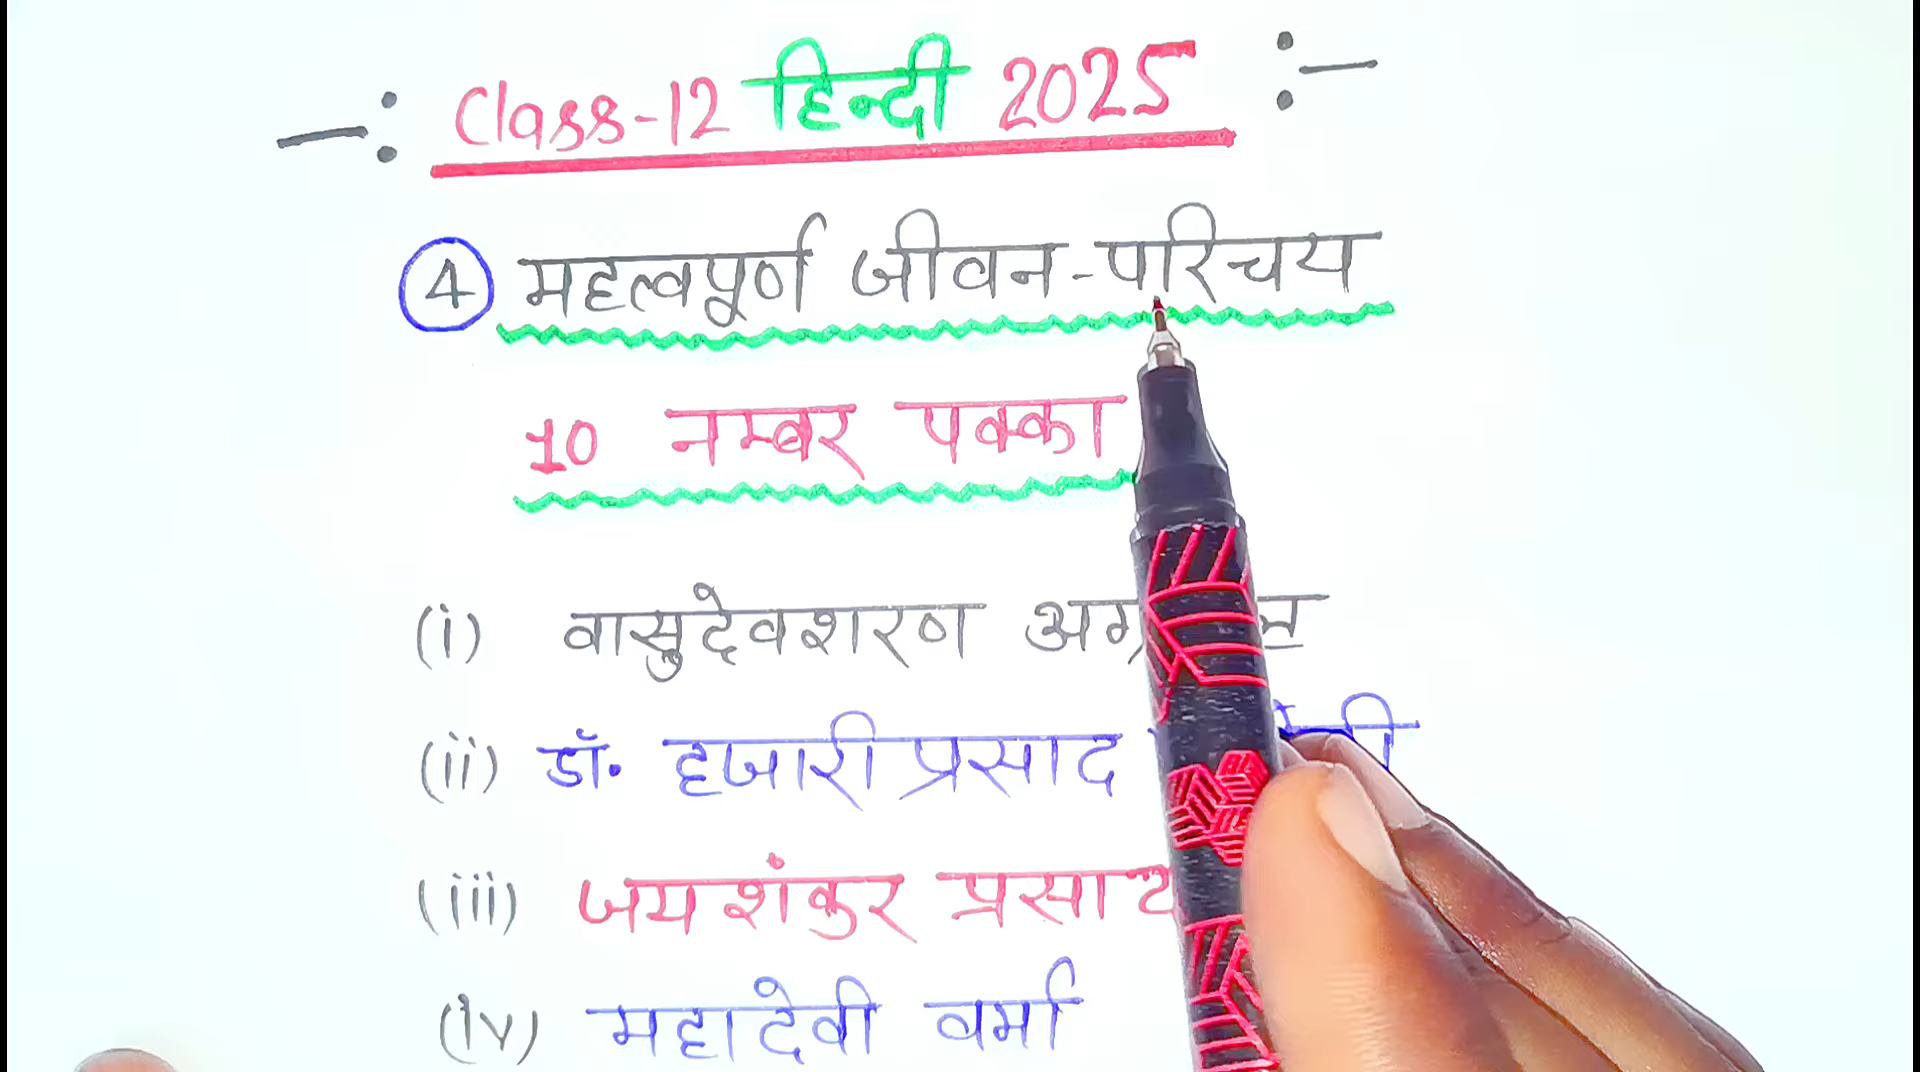 -: Class-12 हिन्दी 2025 :-
4 महत्वपूर्ण जीवन-परिचय
10 नम्बर पक्का
(i) वासुदेवशरण
(ii) डॉ. हजारी प्रसाद
(iii) जयशंकर प्रसाद
(iv) महादेवी वर्मा